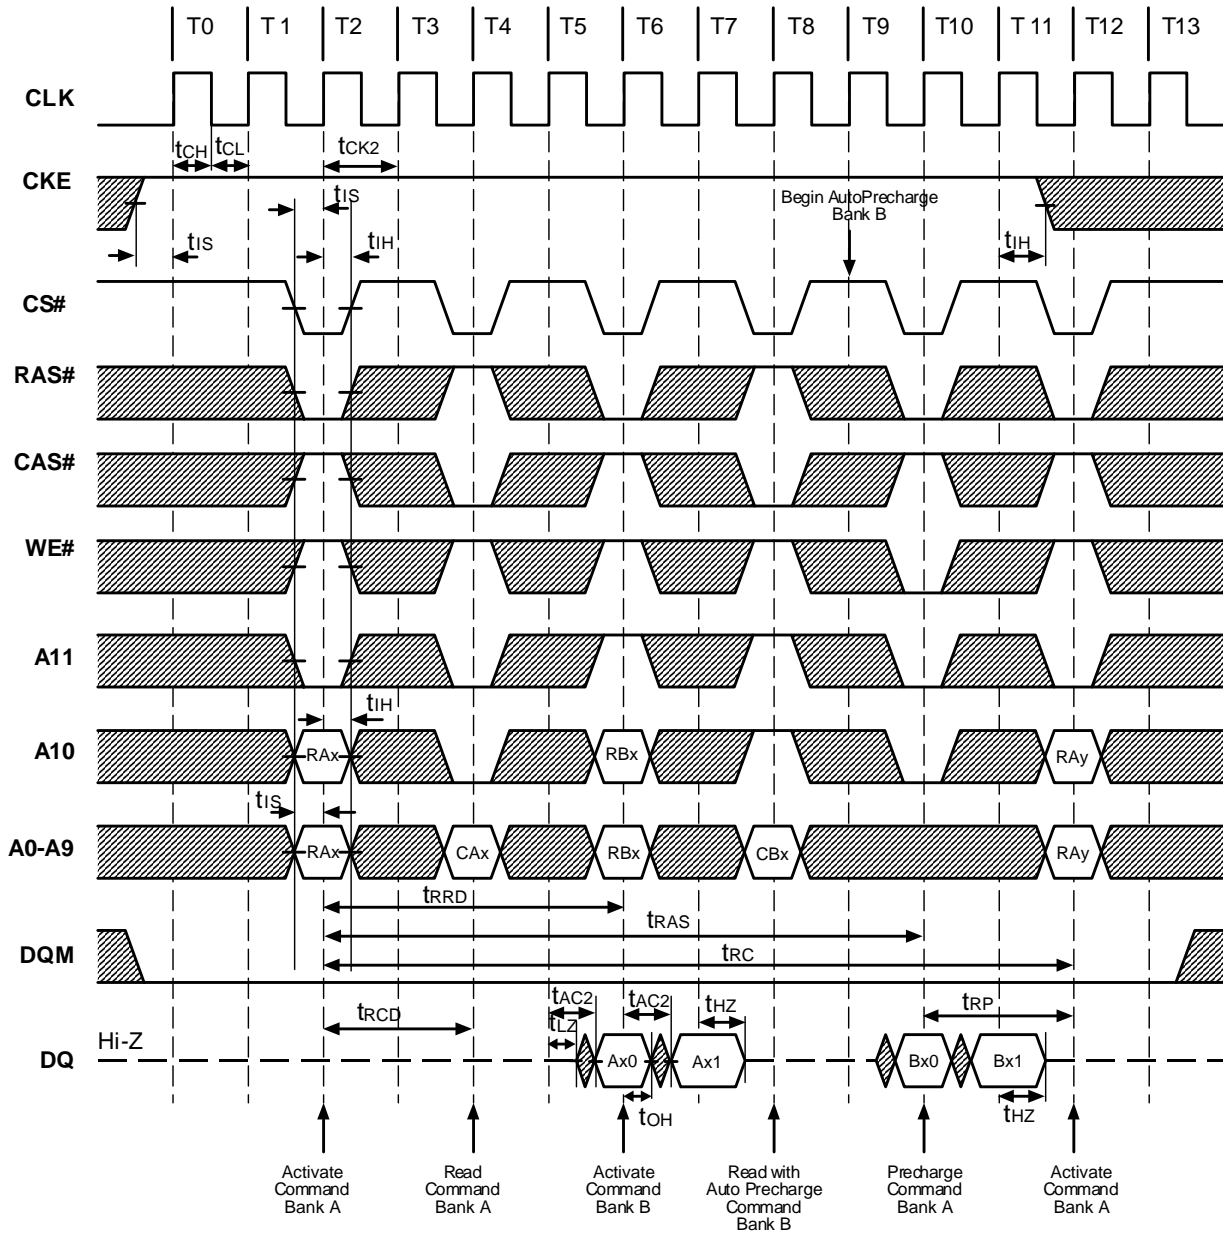 T0 T1 T2 T3 T4 T5 T6 T7 T8 T9 T10 T11 T12 T13
CLK
tCH tCL tCK2
CKE
tIS
Begin AutoPrecharge
Bank B
tIS tIH tIH
CS#
RAS#
CAS#
WE#
A11
tIH
A10 RAx RBx RAy
tIS
A0-A9 RAx CAx RBx CBx RAy
tRRD
tRAS
DQM
tRC
tAC2 tAC2 tHZ tRP
tRCD tLZ
Hi-Z
DQ Ax0 Ax1 Bx0 Bx1
tOH tHZ
Activate
Command
Bank A
Read
Command
Bank A
Activate
Command
Bank B
Read with
Auto Precharge
Command
Bank B
Precharge
Command
Bank A
Activate
Command
Bank A